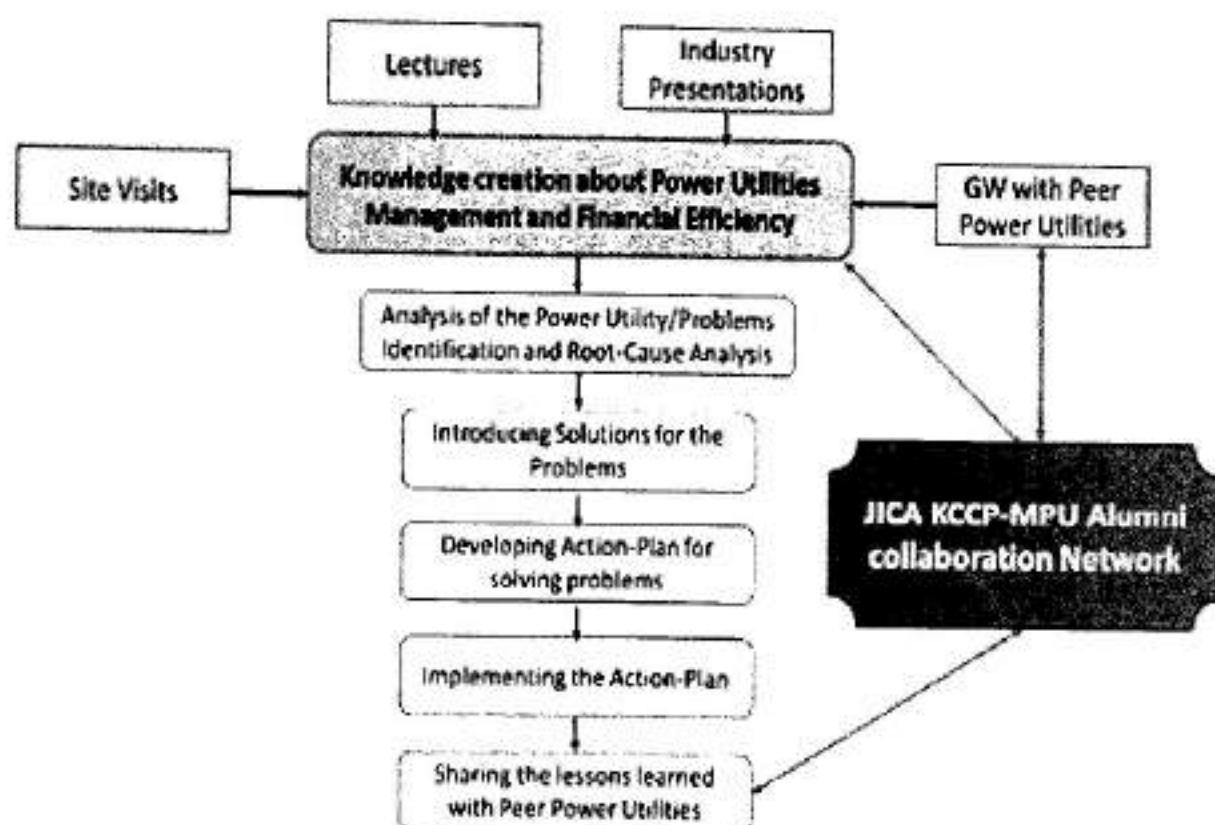 Lectures
Industry
Presentations
Site Visits
Knowledge creation about Power Utilities
Management and Financial Efficiency
GW with Peer
Power Utilities
Analysis of the Power Utility/Problems
Identification and Root-Cause Analysis
Introducing Solutions for the
Problems
JICA KCCP-MPU Alumni
collaboration Network
Developing Action-Plan for
solving problems
Implementing the Action-Plan
Sharing the lessons learned
with Peer Power Utilities